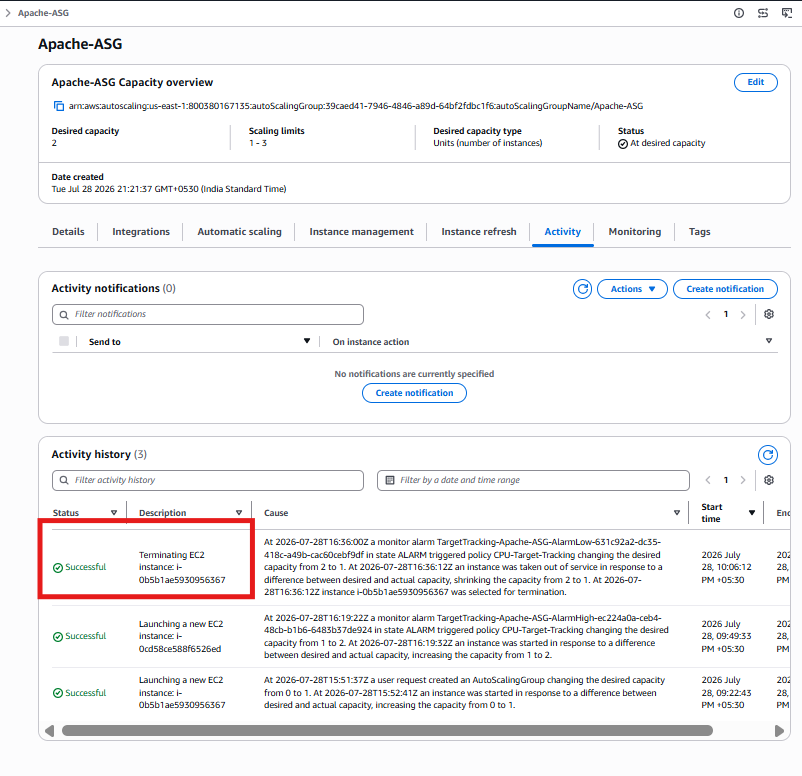 Apache-ASG
Apache-ASG
Apache-ASG Capacity overview
Edit
arn:aws:autoscaling:us-east-1:800380167135:autoScalingGroup:39caed41-7946-4846-a89d-64bf2fdbc1f6:autoScalingGroupName/Apache-ASG
Desired capacity
2
Scaling limits
1 - 3
Desired capacity type
Units (number of instances)
Status
At desired capacity
Date created
Tue Jul 28 2026 21:21:37 GMT+0530 (India Standard Time)
Details Integrations Automatic scaling Instance management Instance refresh Activity Monitoring Tags
Activity notifications (0)
Actions
Create notification
Filter notifications
1
Send to
On instance action
No notifications are currently specified
Create notification
Activity history (3)
Filter activity history
Filter by a date and time range
1
Status
Description
Cause
Start
time
Enc
Successful
Terminating EC2
instance: i-
0b5b1ae5930956367
At 2026-07-28T16:36:00Z a monitor alarm TargetTracking-Apache-ASG-AlarmLow-631c92a2-dc35-
418c-a49b-cac60cebf9df in state ALARM triggered policy CPU-Target-Tracking changing the desired
capacity from 2 to 1. At 2026-07-28T16:36:12Z an instance was taken out of service in response to a
difference between desired and actual capacity, shrinking the capacity from 2 to 1. At 2026-07-
28T16:36:12Z instance i-0b5b1ae5930956367 was selected for termination.
2026 July
28, 10:06:12
PM +05:30
202
28,
PM
Successful
Launching a new EC2
instance: i-
0cd58ce588f6526ed
At 2026-07-28T16:19:22Z a monitor alarm TargetTracking-Apache-ASG-AlarmHigh-ec224a0a-ceb4-
48cb-b1b6-6483b37de924 in state ALARM triggered policy CPU-Target-Tracking changing the desired
capacity from 1 to 2. At 2026-07-28T16:19:32Z an instance was started in response to a difference
between desired and actual capacity, increasing the capacity from 1 to 2.
2026 July
28, 09:49:33
PM +05:30
202
28,
PM
Successful
Launching a new EC2
instance: i-
0b5b1ae5930956367
At 2026-07-28T15:51:37Z a user request created an AutoScalingGroup changing the desired capacity
from 0 to 1. At 2026-07-28T15:52:41Z an instance was started in response to a difference between
desired and actual capacity, increasing the capacity from 0 to 1.
2026 July
28, 09:22:43
PM +05:30
202
28,
PM